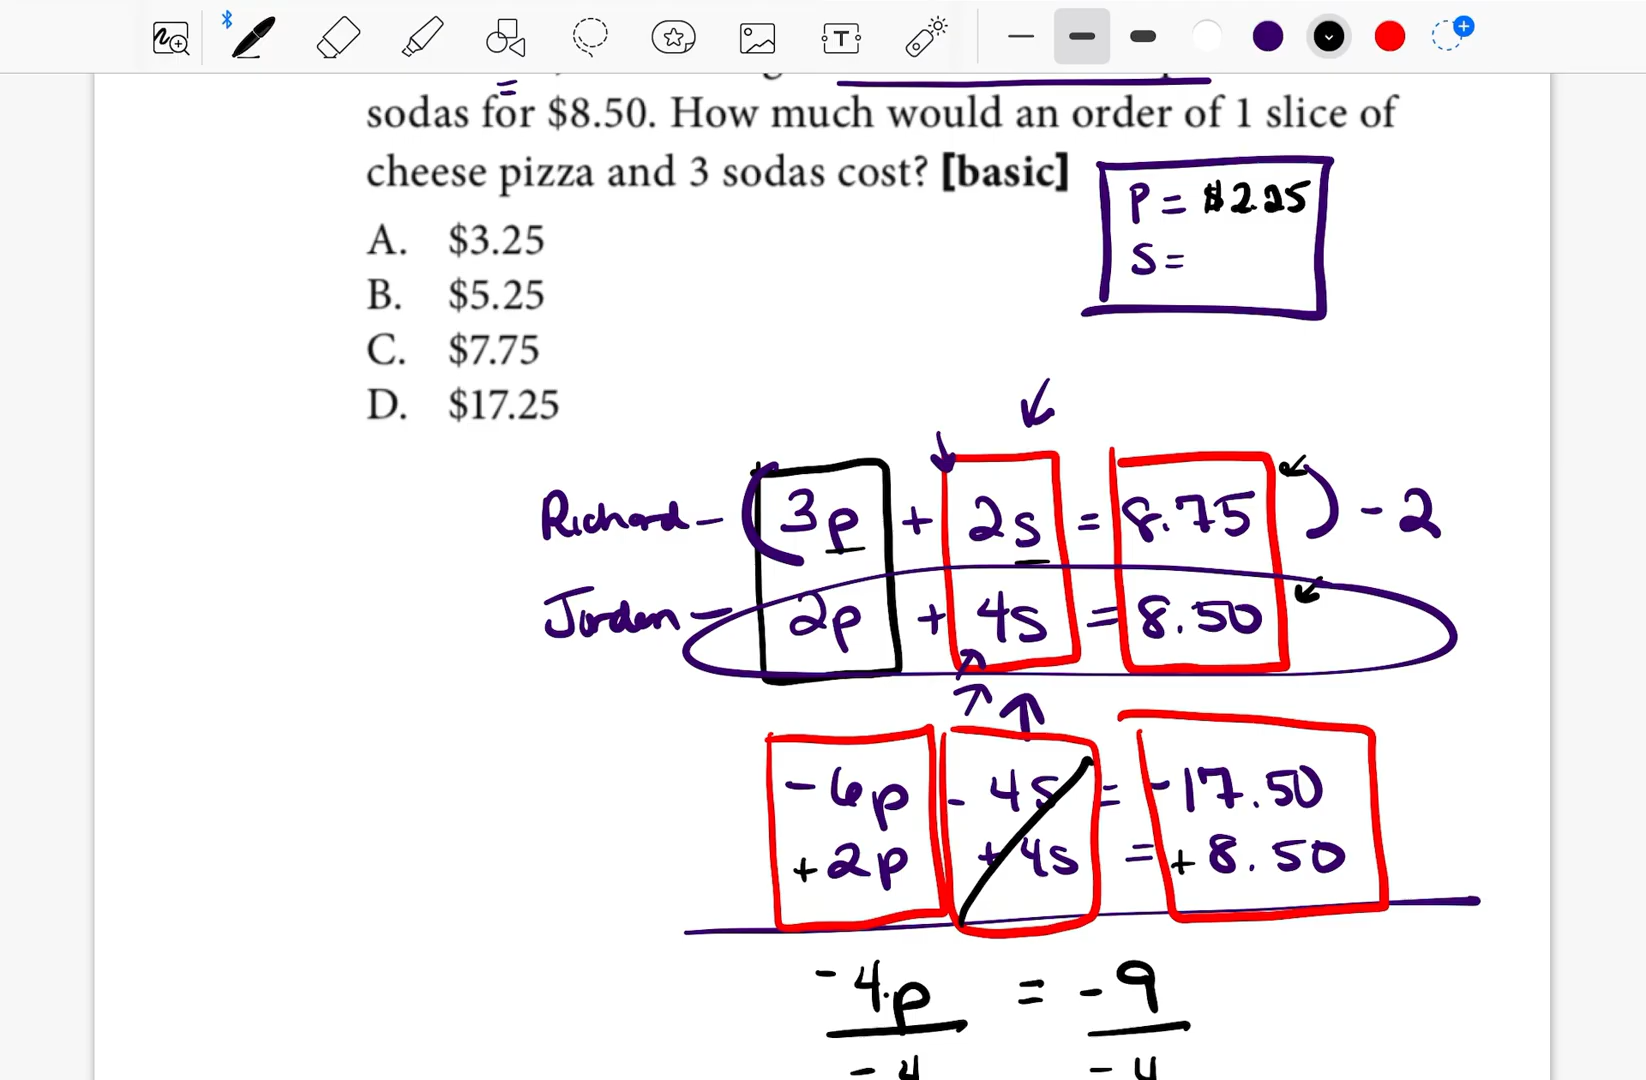 sodas for $8.50. How much would an order of 1 slice of
cheese pizza and 3 sodas cost? [basic]
P = $2.25
S =
A. $3.25
B. $5.25
C. $7.75
D. $17.25
Richard - (3p + 2s = 8.75) - 2
Jorden - 2p + 4s = 8.50
- 6p - 4s = -17.50
+ 2p + 4s = + 8.50
-4p = -9
-4 -4
T